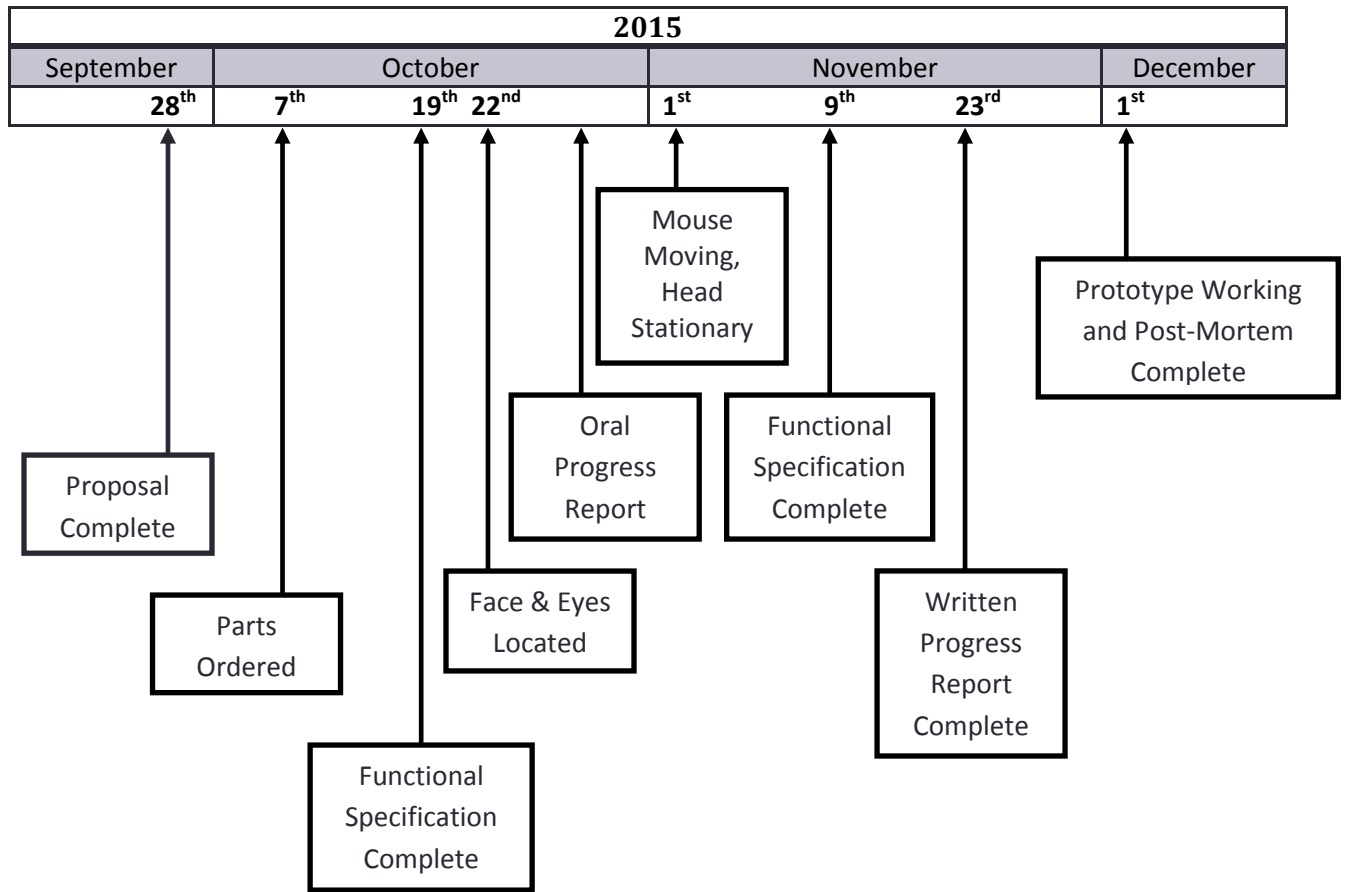 2015
September October November December
28th 7th 19th 22nd 1st 9th 23rd 1st
Mouse
Moving,
Head
Stationary
Prototype Working
and Post-Mortem
Complete
Oral
Progress
Report
Functional
Specification
Complete
Proposal
Complete
Face & Eyes
Located
Written
Progress
Report
Complete
Parts
Ordered
Functional
Specification
Complete